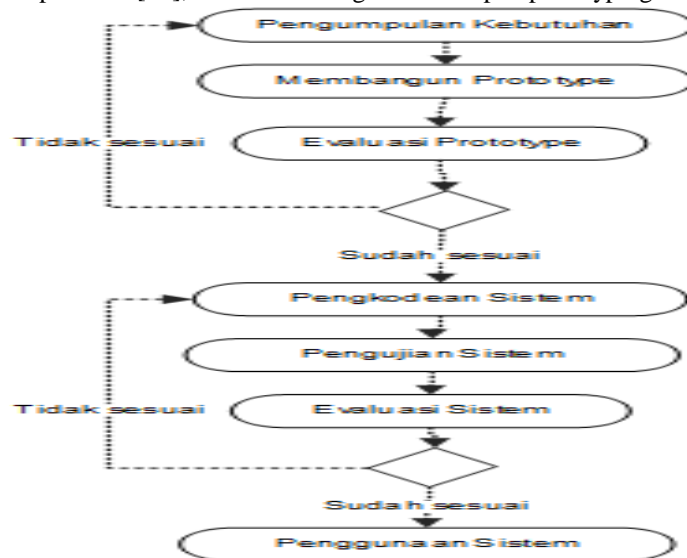 Pengumpulan Kebutuhan
Membangun Prototype
Tidak sesuai
Evaluasi Prototype
Sudah sesuai
Pengkodean Sistem
Pengujian Sistem
Tidak sesuai
Evaluasi Sistem
Sudah sesuai
Penggunaan Sistem